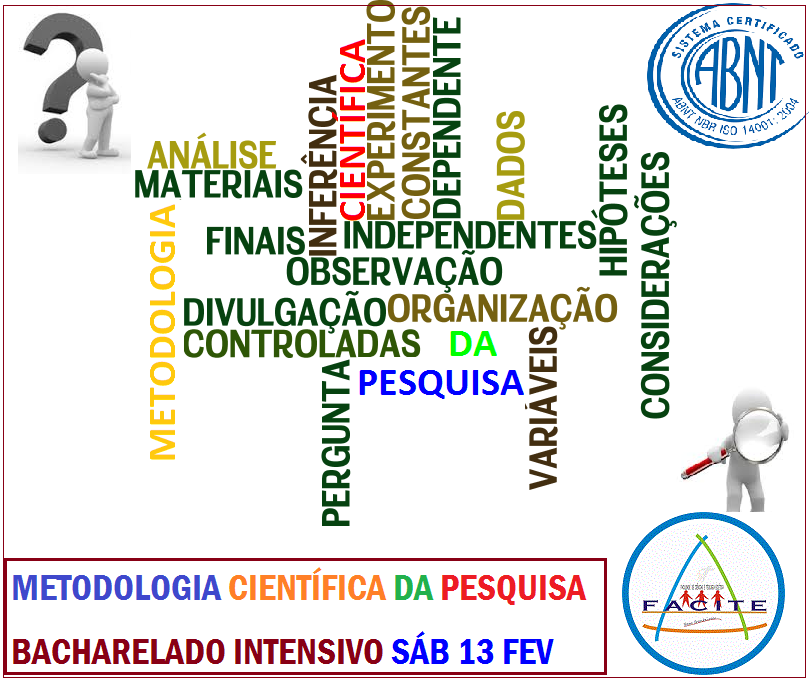 SISTEMA CERTIFICADO
ABNT
ABNT NBR ISO 14001:2004
ANÁLISE
MATERIAIS
INFERÊNCIA
CIENTÍFICA
EXPERIMENTO
CONSTANTES
DEPENDENTE
DADOS
HIPÓTESES
CONSIDERAÇÕES
METODOLOGIA
FINAIS
INDEPENDENTES
OBSERVAÇÃO
DIVULGAÇÃO
ORGANIZAÇÃO
CONTROLADAS
DA
PESQUISA
PERGUNTA
VARIÁVEIS
FACITE
METODOLOGIA CIENTÍFICA DA PESQUISA
BACHARELADO INTENSIVO SÁB 13 FEV